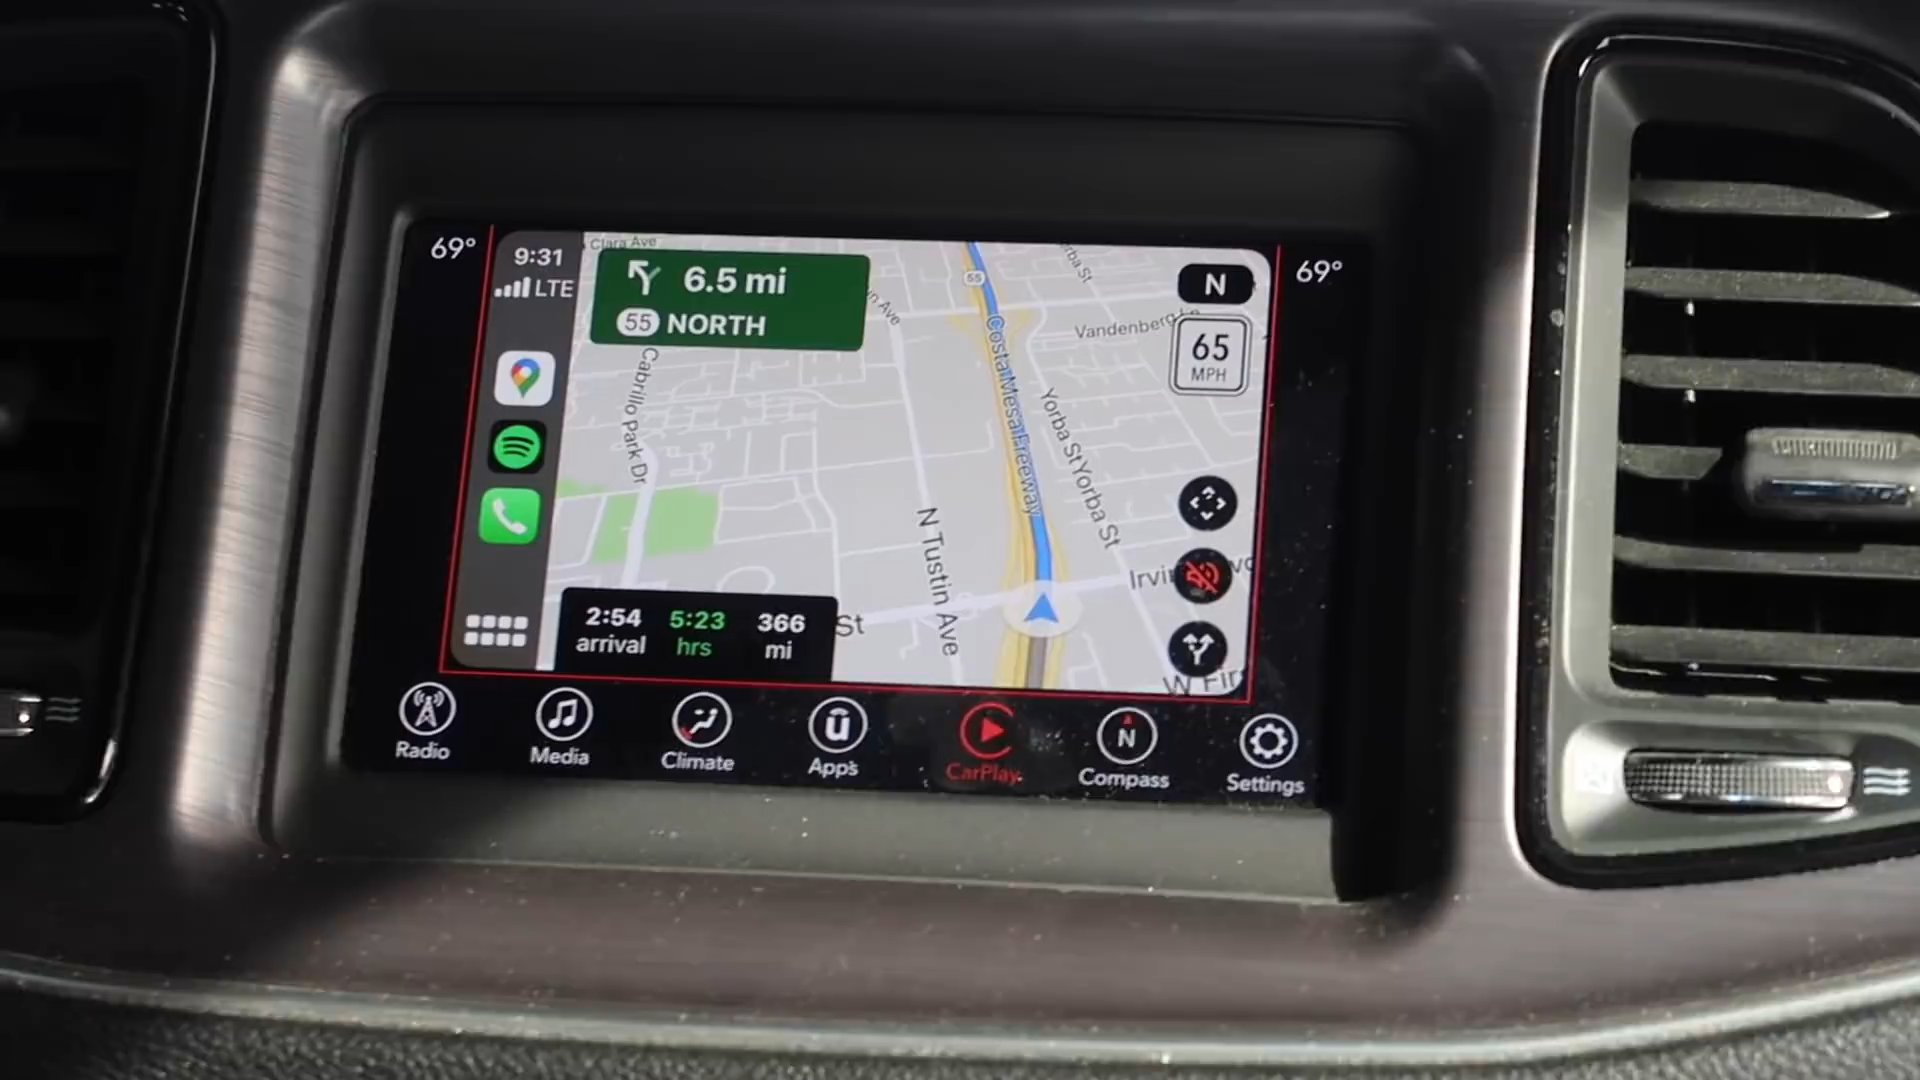 69°
9:31
LTE
Clara Ave
6.5 mi
55 NORTH
55
N
69°
65
MPH
Vandenberg
Cabrillo Park Dr
Costa Mesa Freeway
Yorba St
Yorba St
N Tustin Ave
St
2:54
arrival
5:23
hrs
366
mi
Radio
Media
Climate
ū
Apps
CarPlay
N
Compass
Settings